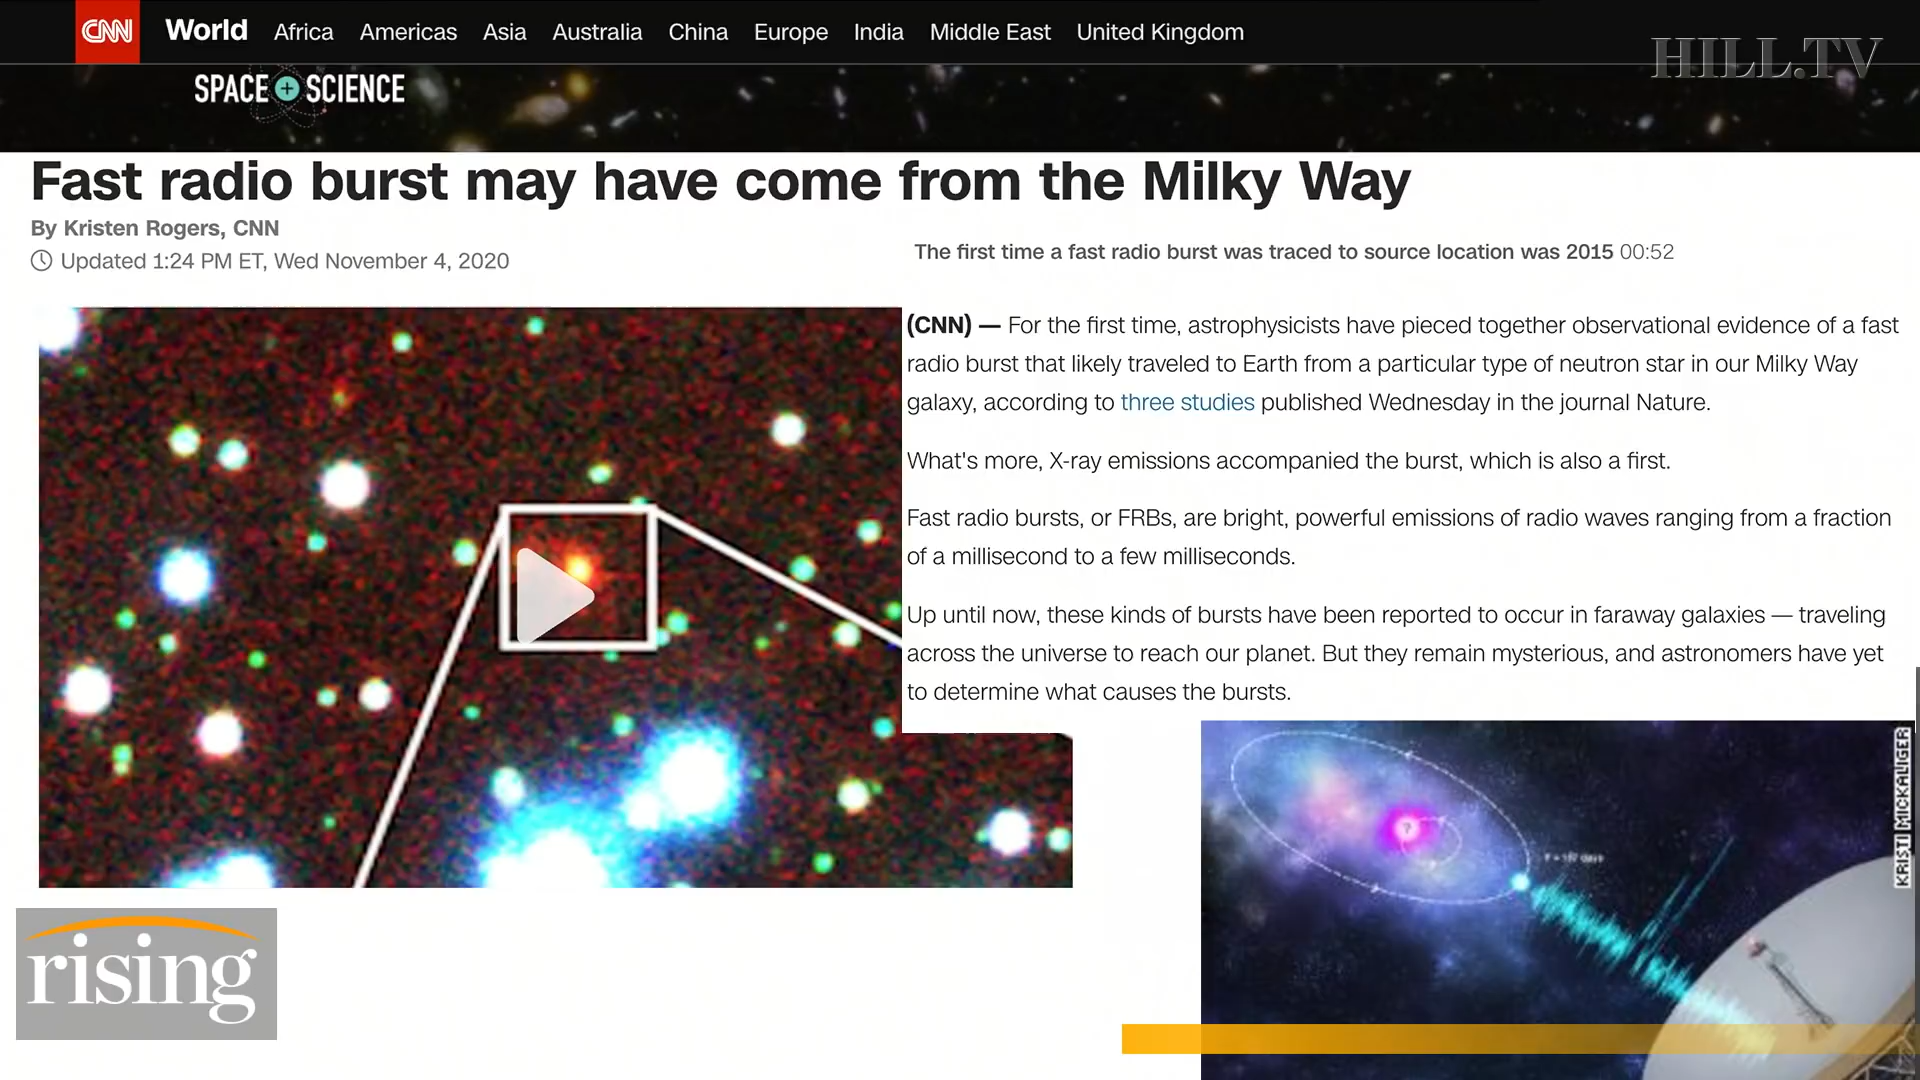 CNN World Africa Americas Asia Australia China Europe India Middle East United Kingdom
HILL.TV
SPACE + SCIENCE
Fast radio burst may have come from the Milky Way
By Kristen Rogers, CNN
Updated 1:24 PM ET, Wed November 4, 2020
The first time a fast radio burst was traced to source location was 2015 00:52
(CNN) — For the first time, astrophysicists have pieced together observational evidence of a fast
radio burst that likely traveled to Earth from a particular type of neutron star in our Milky Way
galaxy, according to three studies published Wednesday in the journal Nature.
What's more, X-ray emissions accompanied the burst, which is also a first.
Fast radio bursts, or FRBs, are bright, powerful emissions of radio waves ranging from a fraction
of a millisecond to a few milliseconds.
Up until now, these kinds of bursts have been reported to occur in faraway galaxies — traveling
across the universe to reach our planet. But they remain mysterious, and astronomers have yet
to determine what causes the bursts.
KRISTI MICKALIGER
?
rising